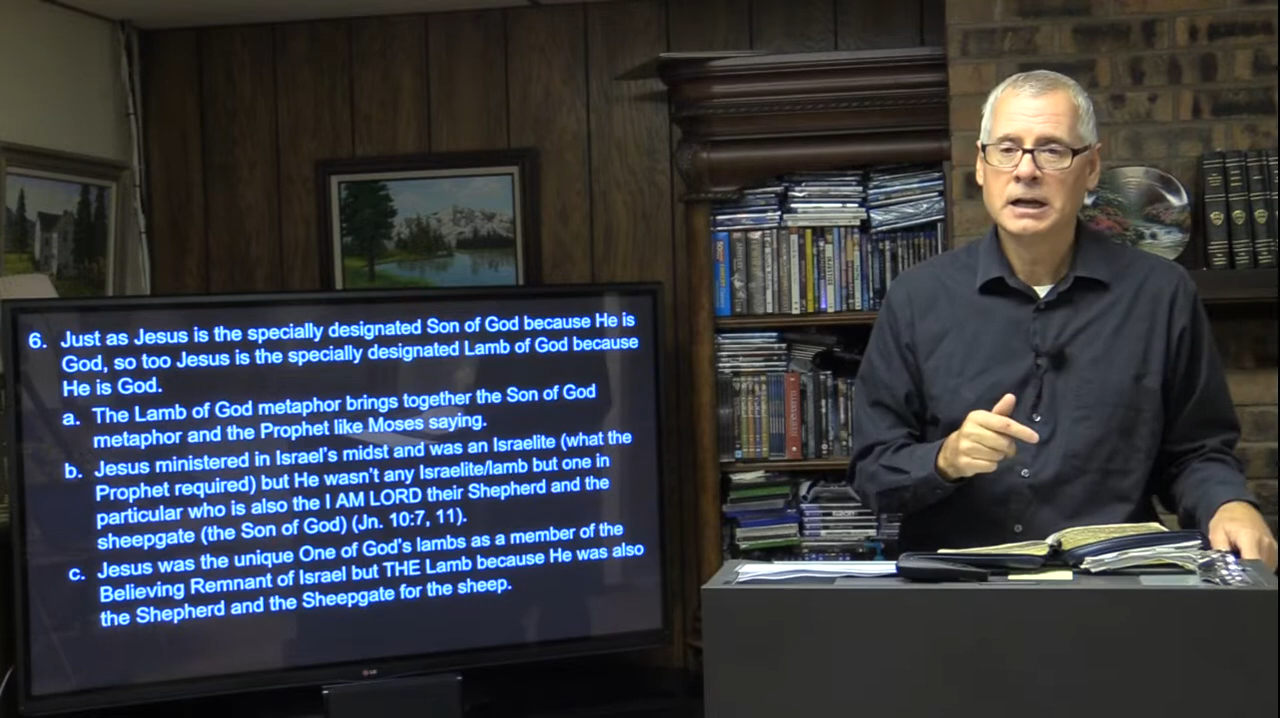 6. Just as Jesus is the specially designated Son of God because He is
God, so too Jesus is the specially designated Lamb of God because
He is God.
a. The Lamb of God metaphor brings together the Son of God
metaphor and the Prophet like Moses saying.
b. Jesus ministered in Israel's midst and was an Israelite (what the
Prophet required) but He wasn't any Israelite/lamb but one in
particular who is also the I AM LORD their Shepherd and the
sheepgate (the Son of God) (Jn. 10:7, 11).
c. Jesus was the unique One of God's lambs as a member of the
Believing Remnant of Israel but THE Lamb because He was also
the Shepherd and the Sheepgate for the sheep.
LG